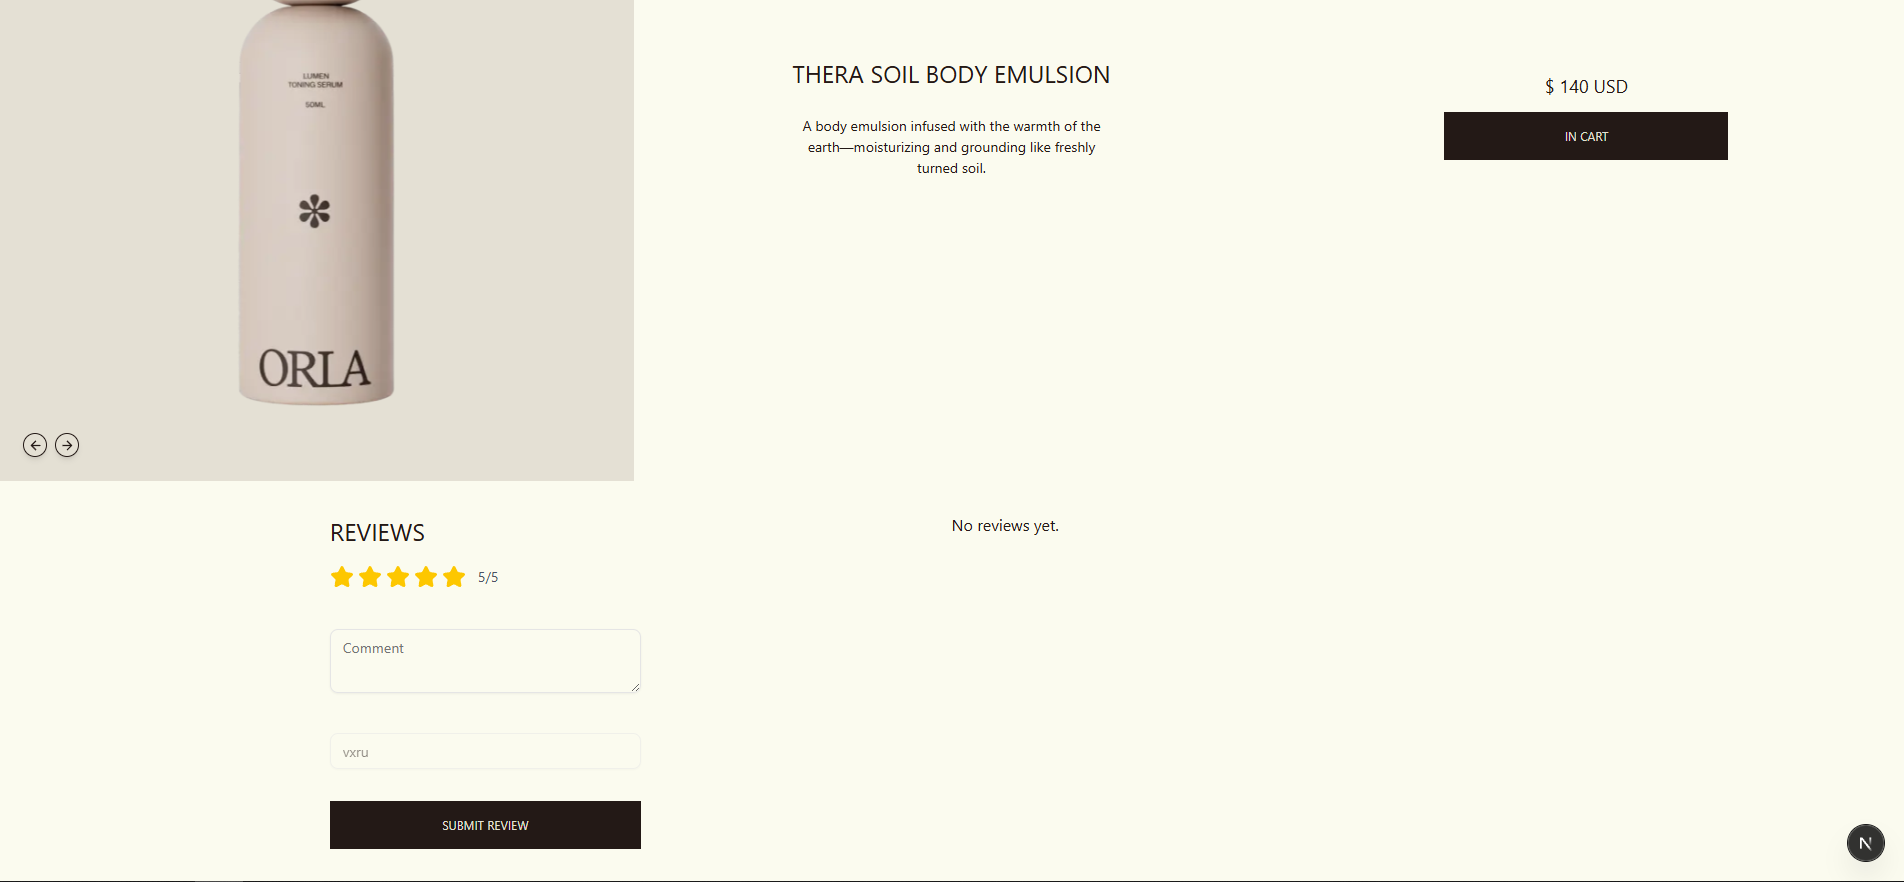 LUMEN
TONING SERUM
50ML
ORLA
THERA SOIL BODY EMULSION
A body emulsion infused with the warmth of the
earth—moisturizing and grounding like freshly
turned soil.
$ 140 USD
IN CART
REVIEWS
5/5
Comment
vxru
SUBMIT REVIEW
No reviews yet.
N